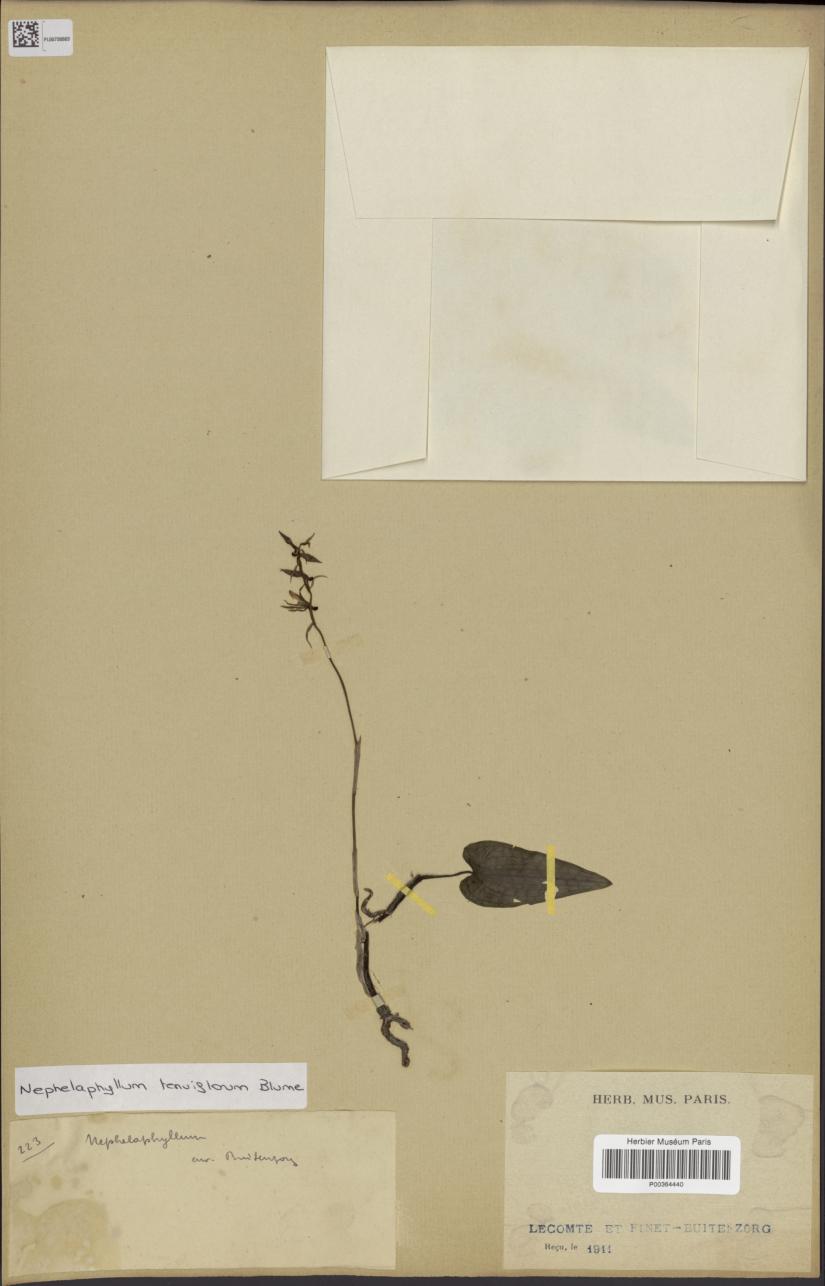 Nephelaphyllum tenuiflorum Blume
223
Nephelaphyllum
env. Buitenzorg
HERB. MUS. PARIS.
Herbier Muséum Paris
P00364440
LECOMTE ET FINET-BUITENZORG
Reçu, le 1911